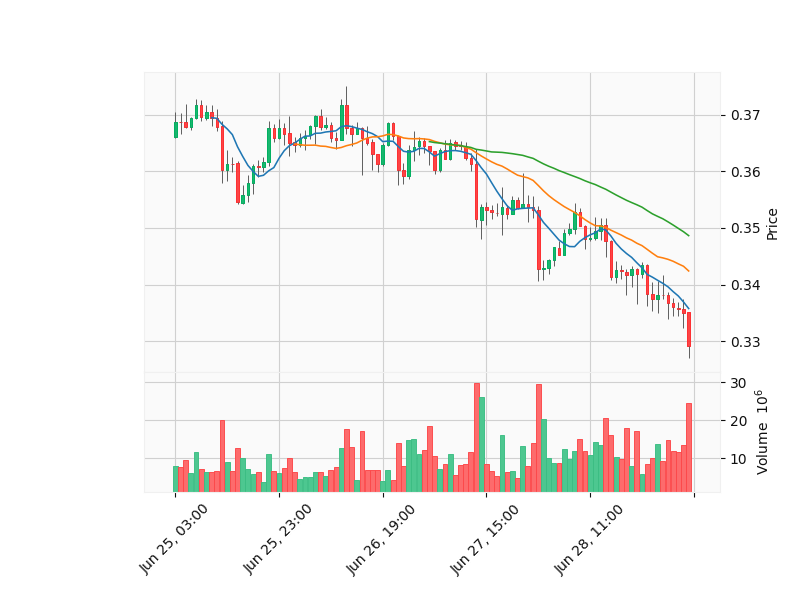 0.37
0.36
0.35
0.34
0.33
Price
30
20
10
Volume 10^6
Jun 25, 03:00
Jun 25, 23:00
Jun 26, 19:00
Jun 27, 15:00
Jun 28, 11:00